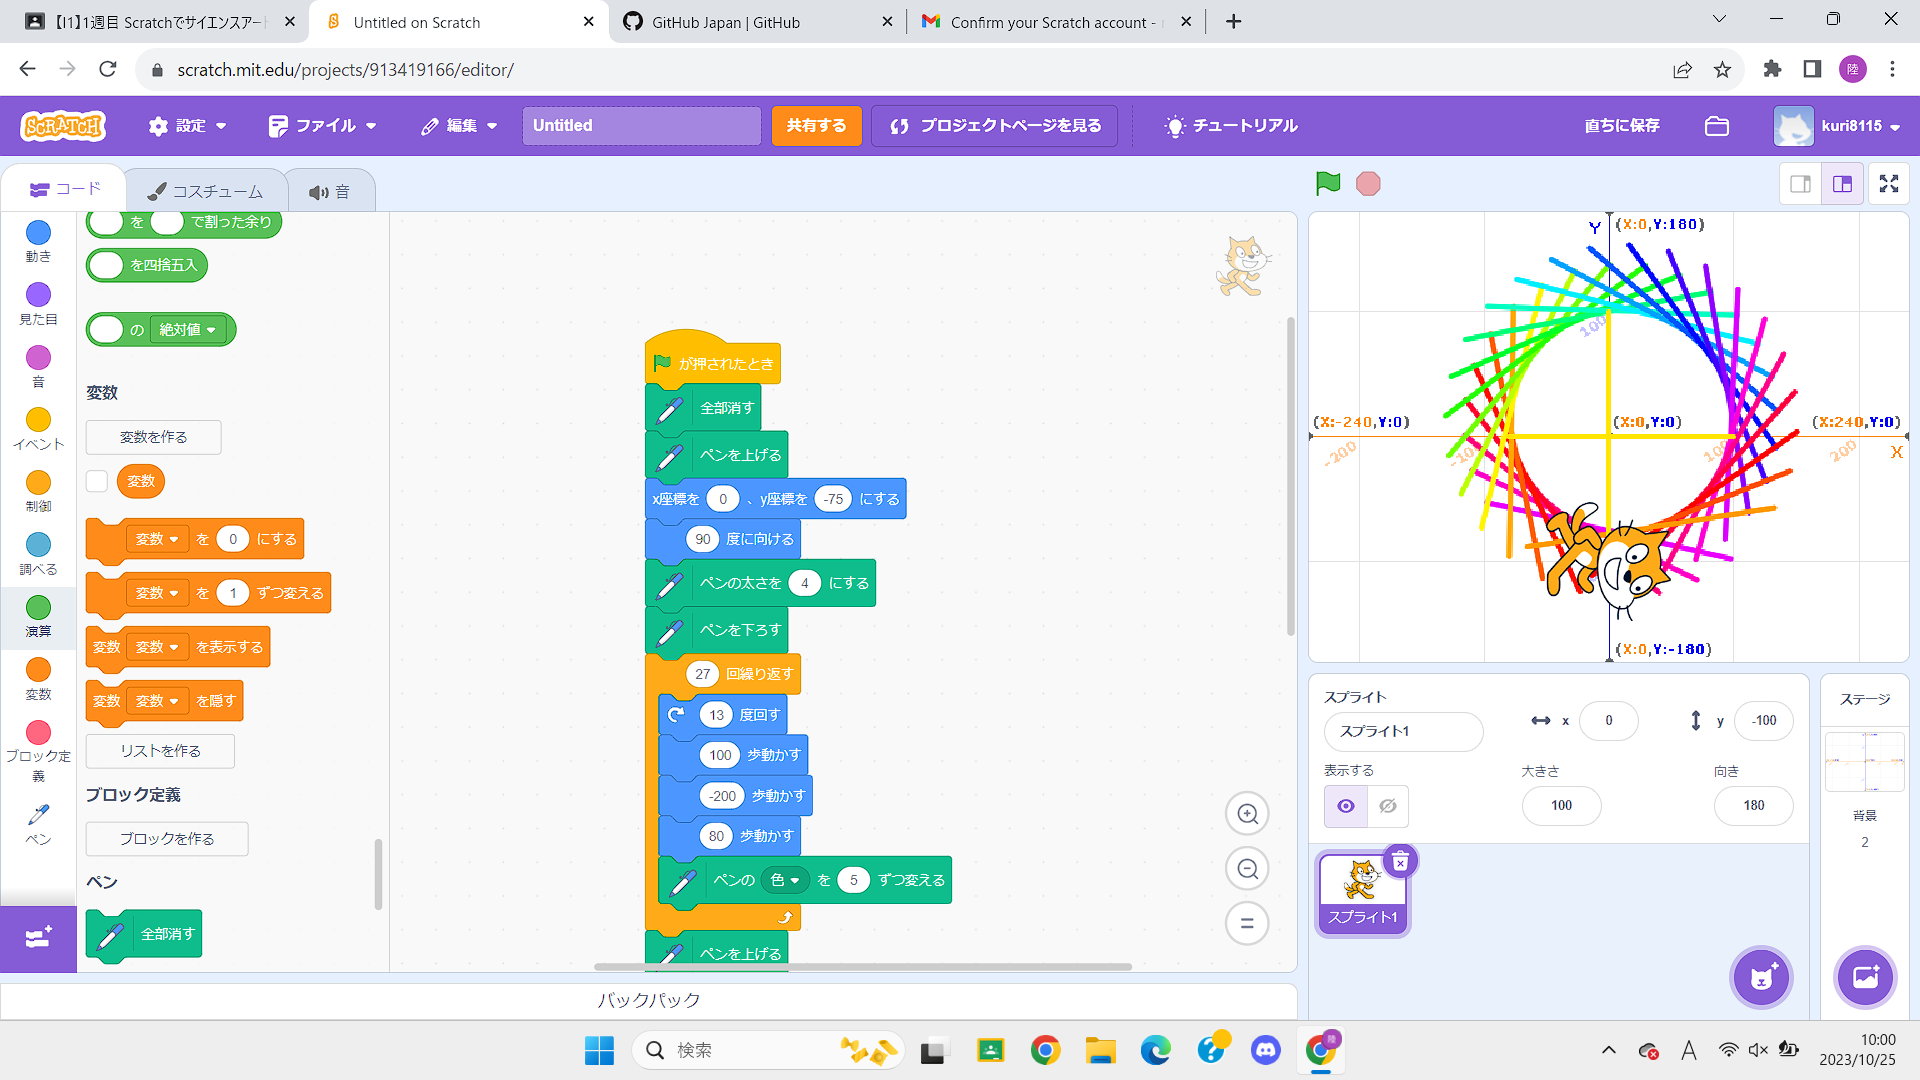 【I1】1週目 Scratchでサイエンスアート
Untitled on Scratch
GitHub Japan | GitHub
Confirm your Scratch account -
scratch.mit.edu/projects/913419166/editor/
陸
SCRATCH
設定
ファイル
編集
Untitled
共有する
プロジェクトページを見る
チュートリアル
直ちに保存
kuri8115
コード
コスチューム
音
動き
見た目
音
イベント
制御
調べる
演算
変数
ブロック定義
ペン
を で割った余り
を四捨五入
の 絶対値
変数
変数を作る
変数
変数 を 0 にする
変数 を 1 ずつ変える
変数 変数 を表示する
変数 変数 を隠す
リストを作る
ブロック定義
ブロックを作る
ペン
全部消す
が押されたとき
全部消す
ペンを上げる
x座標を 0 、y座標を -75 にする
90 度に向ける
ペンの太さを 4 にする
ペンを下ろす
27 回繰り返す
13 度回す
100 歩動かす
-200 歩動かす
80 歩動かす
ペンの 色 を 5 ずつ変える
ペンを上げる
Y (X:0,Y:180)
100
(X:-240,Y:0) (X:0,Y:0) (X:240,Y:0)
-200 -100 100 200 X
(X:0,Y:-180)
スプライト
スプライト1
x 0
y -100
表示する
大きさ 100
向き 180
スプライト1
ステージ
背景
2
バックパック
検索
陸
A
10:00
2023/10/25